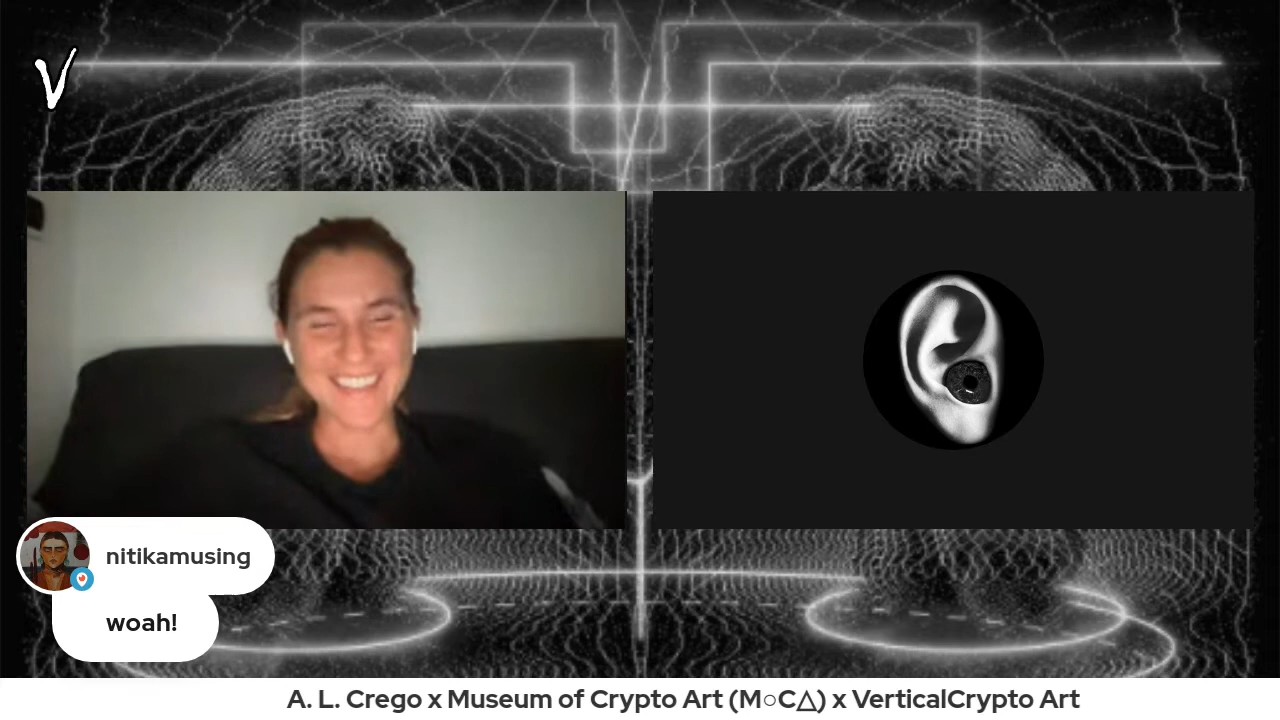 V
nitikamusing
woah!
A. L. Crego x Museum of Crypto Art (M○C△) x VerticalCrypto Art